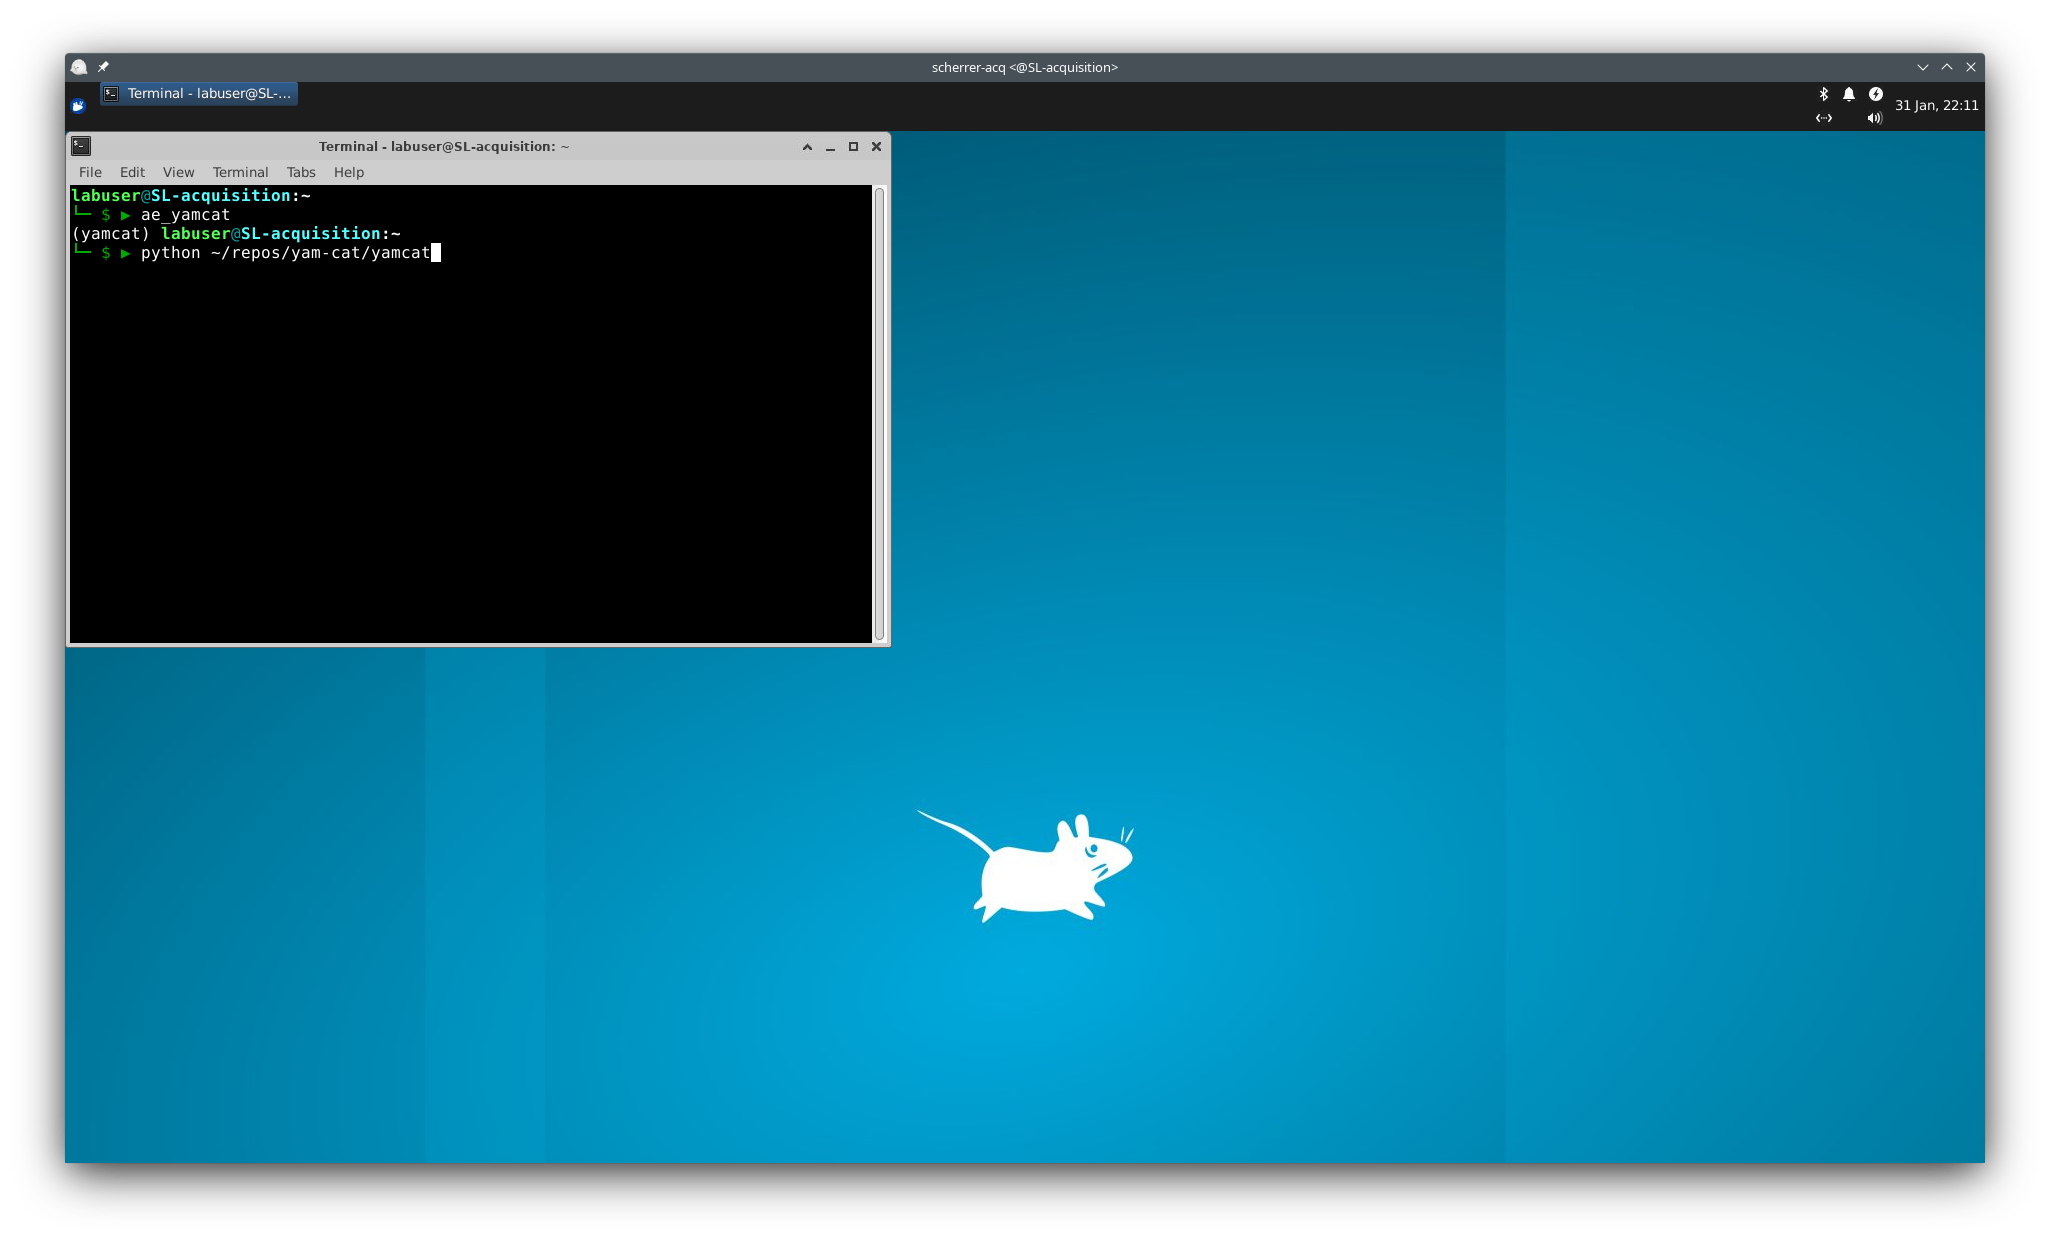 scherrer-acq <@SL-acquisition>
Terminal - labuser@SL-...
31 Jan, 22:11
Terminal - labuser@SL-acquisition: ~
File Edit View Terminal Tabs Help
labuser@SL-acquisition:~
└─ $ ▶ ae_yamcat
(yamcat) labuser@SL-acquisition:~
└─ $ ▶ python ~/repos/yam-cat/yamcat